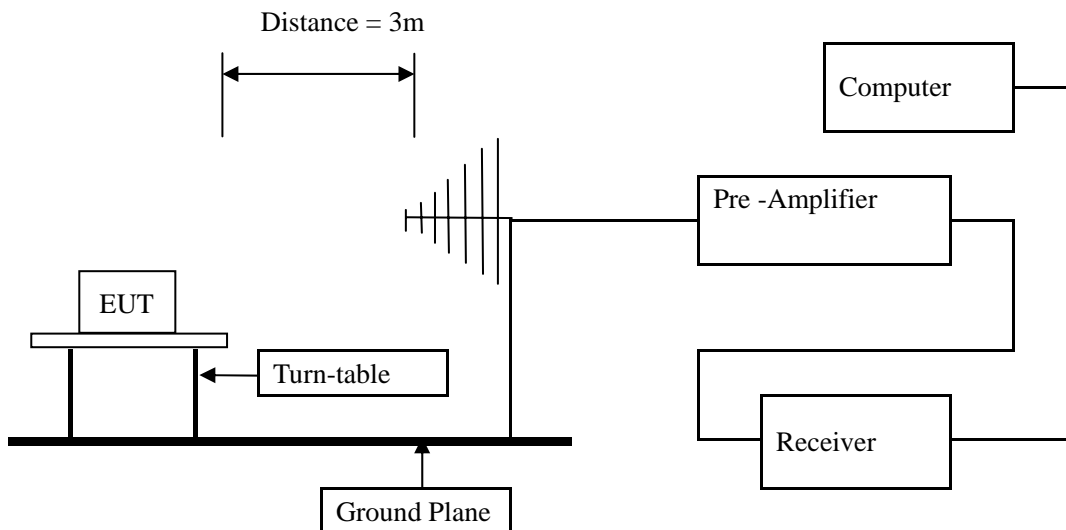 Distance = 3m
Computer
Pre -Amplifier
EUT
Turn-table
Receiver
Ground Plane